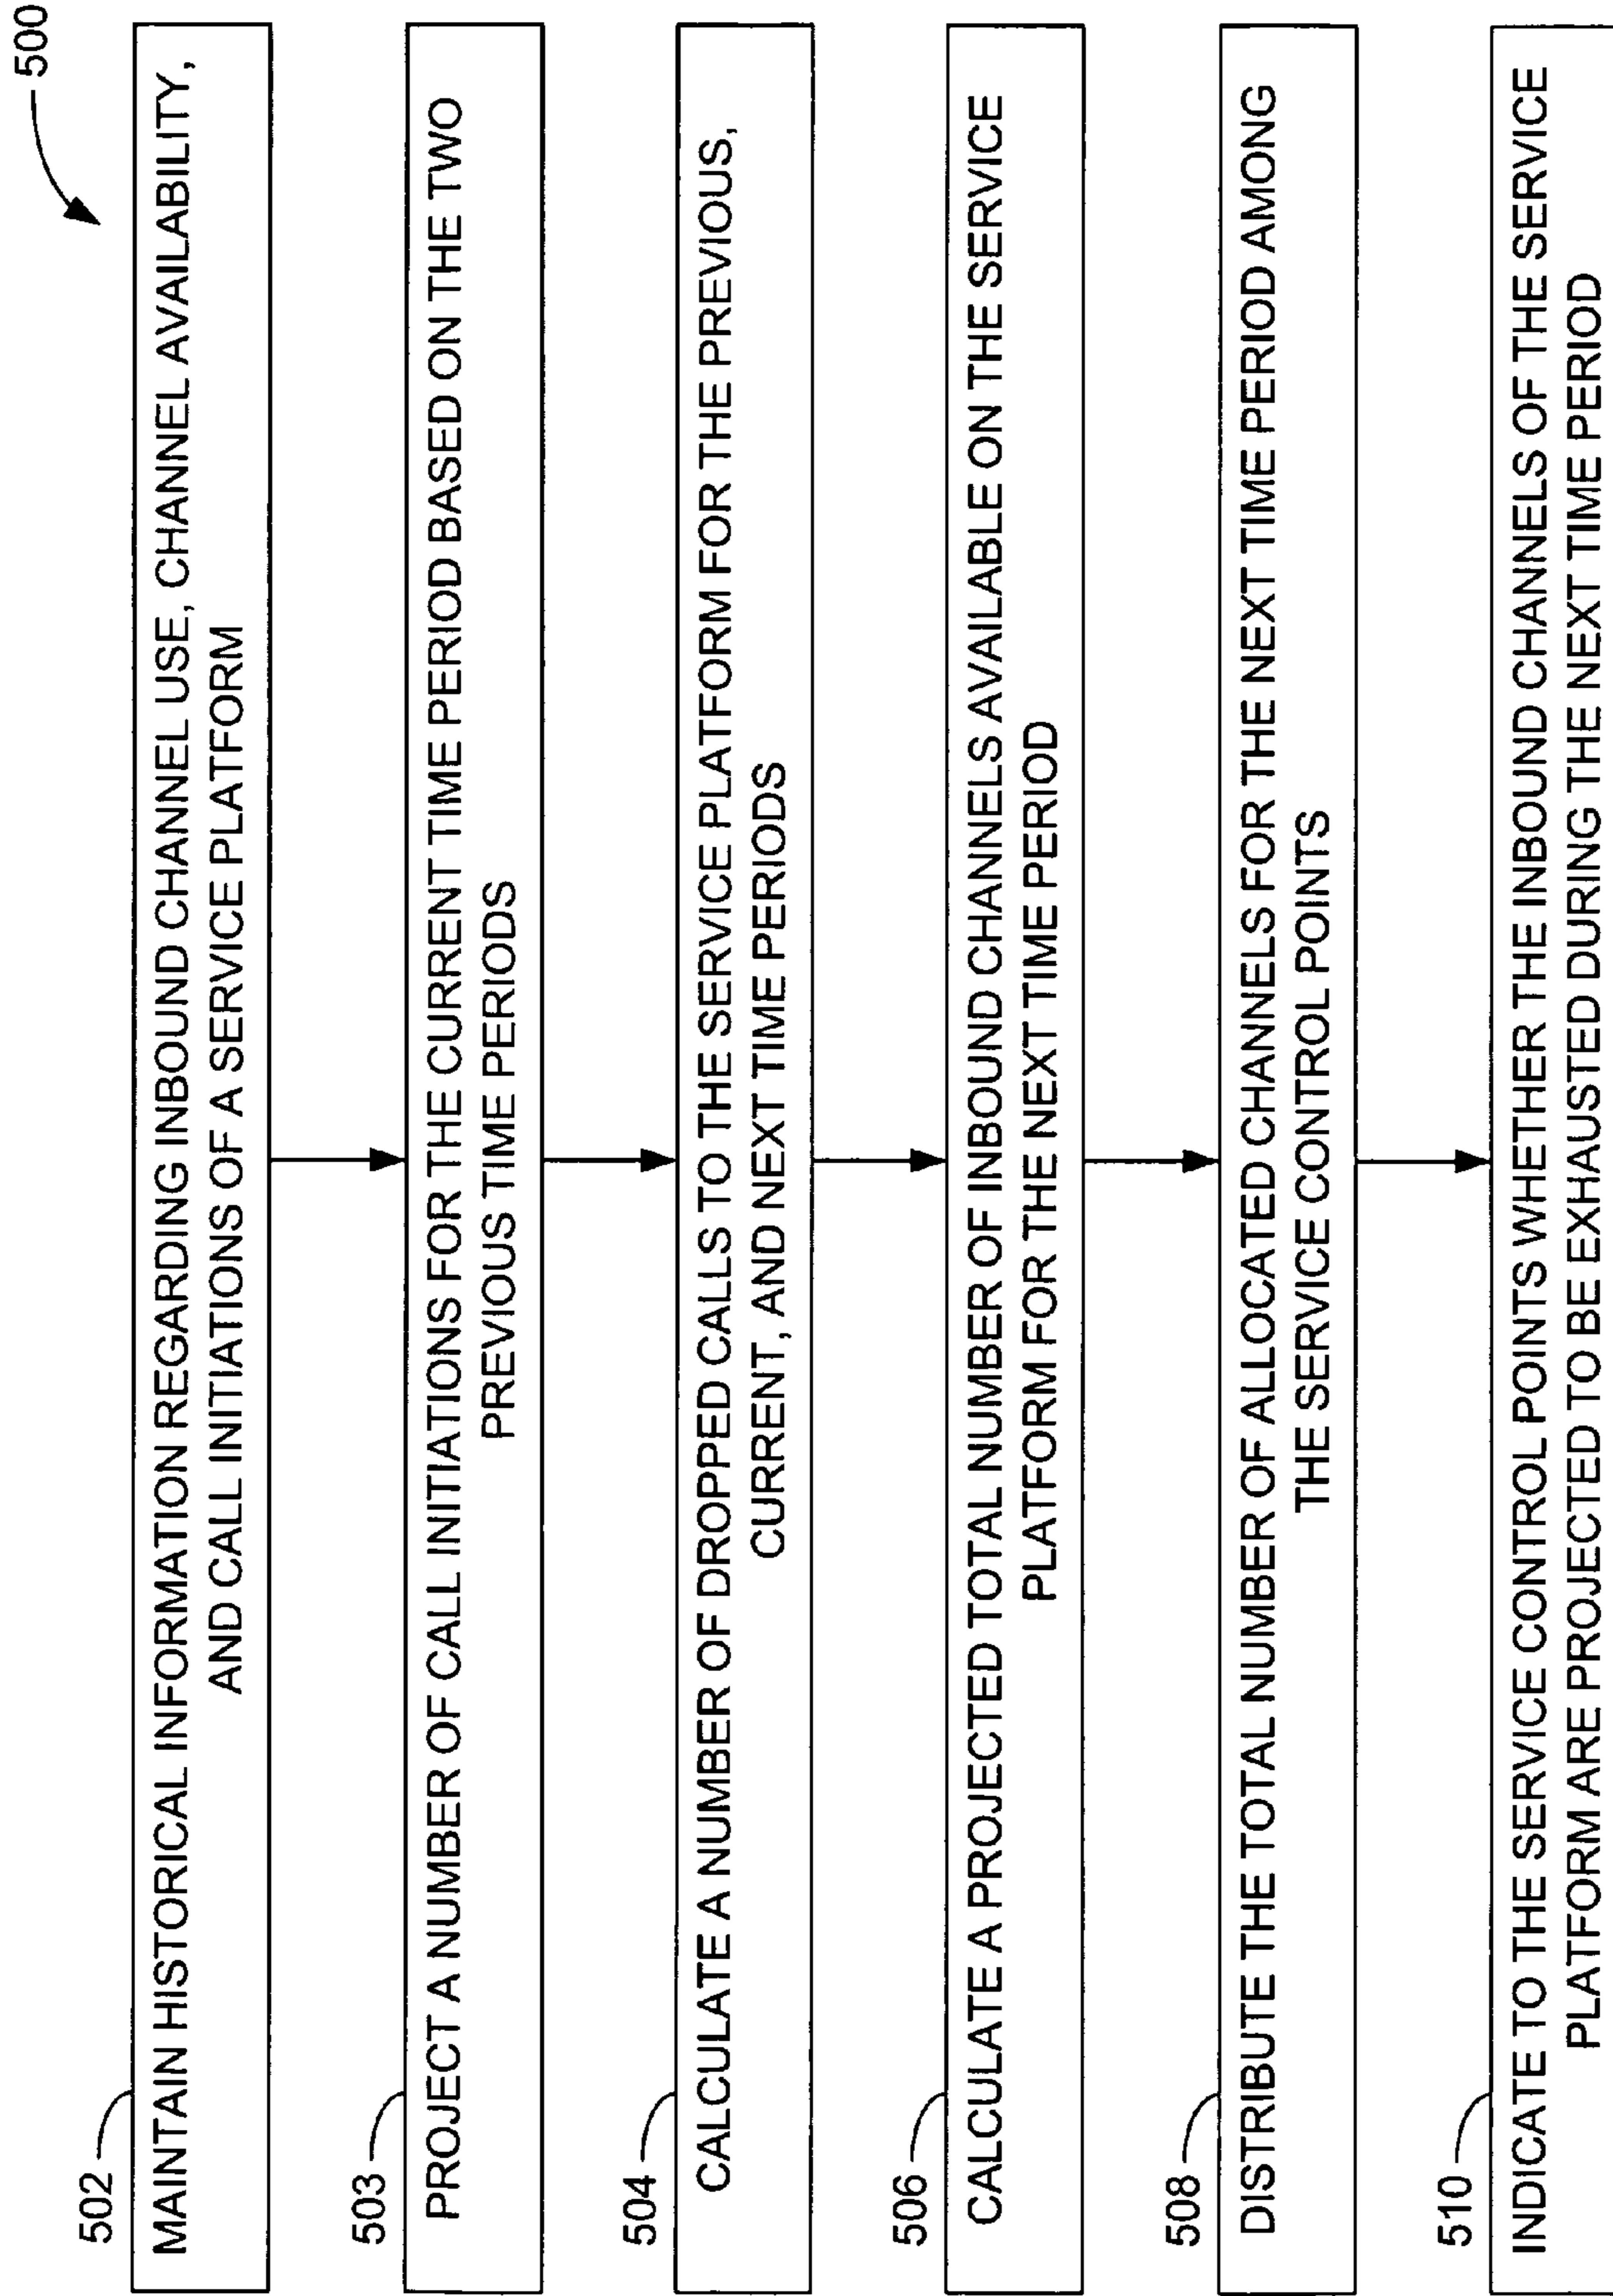 500
502
MAINTAIN HISTORICAL INFORMATION REGARDING INBOUND CHANNEL USE, CHANNEL AVAILABILITY,
AND CALL INITIATIONS OF A SERVICE PLATFORM
503
PROJECT A NUMBER OF CALL INITIATIONS FOR THE CURRENT TIME PERIOD BASED ON THE TWO
PREVIOUS TIME PERIODS
504
CALCULATE A NUMBER OF DROPPED CALLS TO THE SERVICE PLATFORM FOR THE PREVIOUS,
CURRENT, AND NEXT TIME PERIODS
506
CALCULATE A PROJECTED TOTAL NUMBER OF INBOUND CHANNELS AVAILABLE ON THE SERVICE
PLATFORM FOR THE NEXT TIME PERIOD
508
DISTRIBUTE THE TOTAL NUMBER OF ALLOCATED CHANNELS FOR THE NEXT TIME PERIOD AMONG
THE SERVICE CONTROL POINTS
510
INDICATE TO THE SERVICE CONTROL POINTS WHETHER THE INBOUND CHANNELS OF THE SERVICE
PLATFORM ARE PROJECTED TO BE EXHAUSTED DURING THE NEXT TIME PERIOD